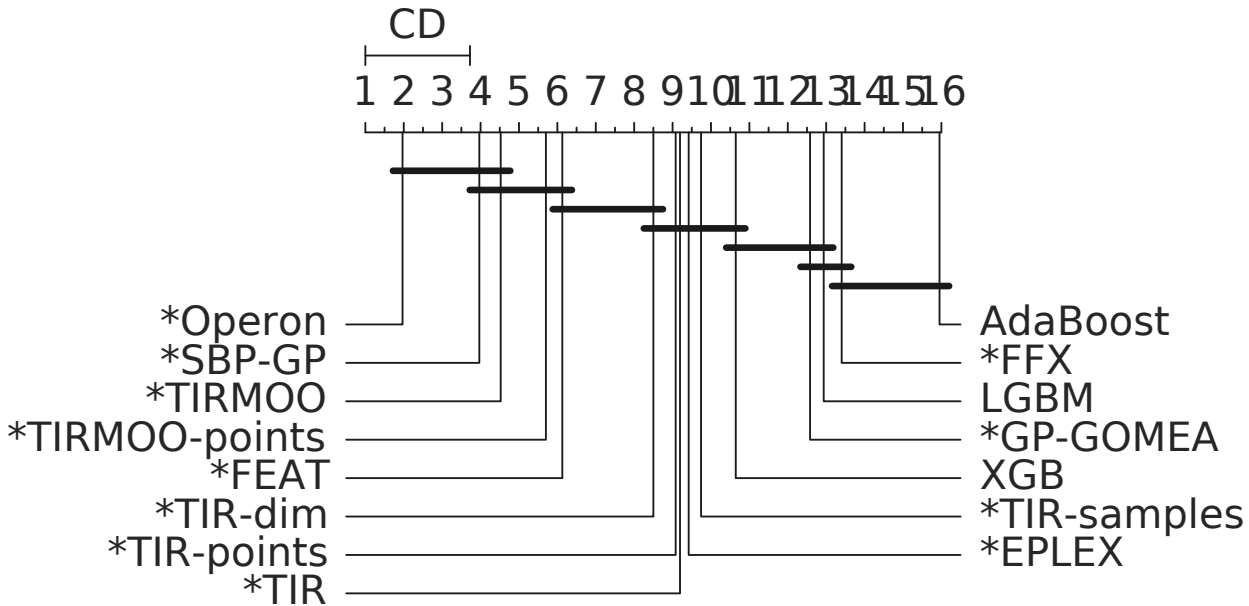 CD
1 2 3 4 5 6 7 8 9 10 11 12 13 14 15 16
*Operon AdaBoost
*SBP-GP *FFX
*TIRMOO LGBM
*TIRMOO-points *GP-GOMEA
*FEAT XGB
*TIR-dim *TIR-samples
*TIR-points *EPLEX
*TIR